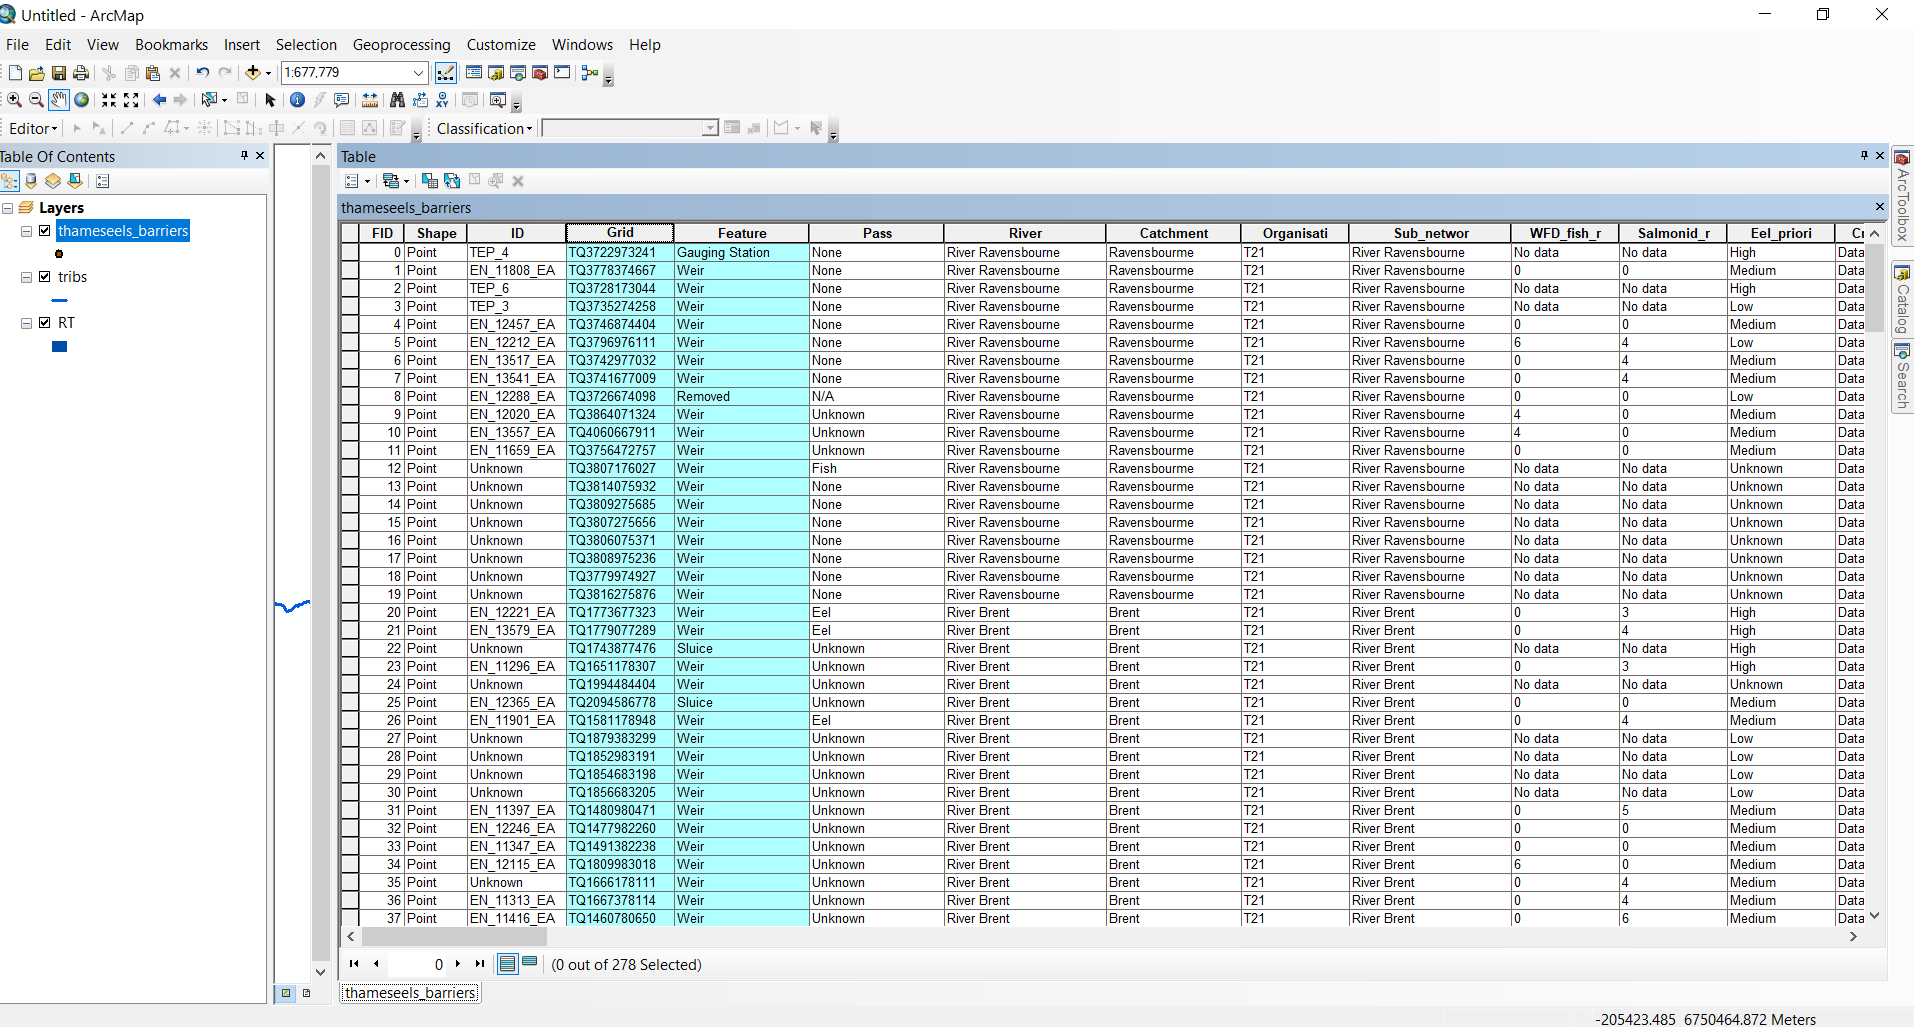 Untitled - ArcMap
File Edit View Bookmarks Insert Selection Geoprocessing Customize Windows Help
1:677,779
Editor Classification
Table Of Contents
Layers
thameseels_barriers
tribs
RT
Table
thameseels_barriers
FID Shape ID Grid Feature Pass River Catchment Organisati Sub_networ WFD_fish_r Salmonid_r Eel_priori
0 Point TEP_4 TQ3722973241 Gauging Station None River Ravensbourne Ravensbourme T21 River Ravensbourne No data No data High Data
1 Point EN_11808_EA TQ3778374667 Weir None River Ravensbourne Ravensbourme T21 River Ravensbourne 0 0 Medium Data
2 Point TEP_6 TQ3728173044 Weir None River Ravensbourne Ravensbourme T21 River Ravensbourne No data No data High Data
3 Point TEP_3 TQ3735274258 Weir None River Ravensbourne Ravensbourme T21 River Ravensbourne No data No data Low Data
4 Point EN_12457_EA TQ3746874404 Weir None River Ravensbourne Ravensbourme T21 River Ravensbourne 0 0 Medium Data
5 Point EN_12212_EA TQ3796976111 Weir None River Ravensbourne Ravensbourme T21 River Ravensbourne 6 4 Low Data
6 Point EN_13517_EA TQ3742977032 Weir None River Ravensbourne Ravensbourme T21 River Ravensbourne 0 4 Medium Data
7 Point EN_13541_EA TQ3741677009 Weir None River Ravensbourne Ravensbourme T21 River Ravensbourne 0 4 Medium Data
8 Point EN_12288_EA TQ3726674098 Removed N/A River Ravensbourne Ravensbourme T21 River Ravensbourne 0 0 Low Data
9 Point EN_12020_EA TQ3864071324 Weir Unknown River Ravensbourne Ravensbourme T21 River Ravensbourne 4 0 Medium Data
10 Point EN_13557_EA TQ4060667911 Weir Unknown River Ravensbourne Ravensbourme T21 River Ravensbourne 4 0 Medium Data
11 Point EN_11659_EA TQ3756472757 Weir Unknown River Ravensbourne Ravensbourme T21 River Ravensbourne 0 0 Medium Data
12 Point Unknown TQ3807176027 Weir Fish River Ravensbourne Ravensbourme T21 River Ravensbourne No data No data Unknown Data
13 Point Unknown TQ3814075932 Weir None River Ravensbourne Ravensbourme T21 River Ravensbourne No data No data Unknown Data
14 Point Unknown TQ3809275685 Weir None River Ravensbourne Ravensbourme T21 River Ravensbourne No data No data Unknown Data
15 Point Unknown TQ3807275656 Weir None River Ravensbourne Ravensbourme T21 River Ravensbourne No data No data Unknown Data
16 Point Unknown TQ3806075371 Weir None River Ravensbourne Ravensbourme T21 River Ravensbourne No data No data Unknown Data
17 Point Unknown TQ3808975236 Weir None River Ravensbourne Ravensbourme T21 River Ravensbourne No data No data Unknown Data
18 Point Unknown TQ3779974927 Weir None River Ravensbourne Ravensbourme T21 River Ravensbourne No data No data Unknown Data
19 Point Unknown TQ3816275876 Weir None River Ravensbourne Ravensbourme T21 River Ravensbourne No data No data Unknown Data
20 Point EN_12221_EA TQ1773677323 Weir Eel River Brent Brent T21 River Brent 0 3 High Data
21 Point EN_13579_EA TQ1779077289 Weir Eel River Brent Brent T21 River Brent 0 4 High Data
22 Point Unknown TQ1743877476 Sluice Unknown River Brent Brent T21 River Brent No data No data High Data
23 Point EN_11296_EA TQ1651178307 Weir Unknown River Brent Brent T21 River Brent 0 3 High Data
24 Point Unknown TQ1994484404 Weir Unknown River Brent Brent T21 River Brent No data No data Unknown Data
25 Point EN_12365_EA TQ2094586778 Sluice Unknown River Brent Brent T21 River Brent 0 0 Medium Data
26 Point EN_11901_EA TQ1581178948 Weir Eel River Brent Brent T21 River Brent 0 4 Medium Data
27 Point Unknown TQ1879383299 Weir Unknown River Brent Brent T21 River Brent No data No data Low Data
28 Point Unknown TQ1852983191 Weir Unknown River Brent Brent T21 River Brent No data No data Low Data
29 Point Unknown TQ1854683198 Weir Unknown River Brent Brent T21 River Brent No data No data Low Data
30 Point Unknown TQ1856683205 Weir Unknown River Brent Brent T21 River Brent No data No data Low Data
31 Point EN_11397_EA TQ1480980471 Weir Unknown River Brent Brent T21 River Brent 0 5 Medium Data
32 Point EN_12246_EA TQ1477982260 Weir Unknown River Brent Brent T21 River Brent 0 0 Medium Data
33 Point EN_11347_EA TQ1491382238 Weir Unknown River Brent Brent T21 River Brent 0 0 Medium Data
34 Point EN_12115_EA TQ1809983018 Weir Unknown River Brent Brent T21 River Brent 6 0 Medium Data
35 Point Unknown TQ1666178111 Weir Unknown River Brent Brent T21 River Brent 0 4 Medium Data
36 Point EN_11313_EA TQ1667378114 Weir Unknown River Brent Brent T21 River Brent 0 4 Medium Data
37 Point EN_11416_EA TQ1460780650 Weir Unknown River Brent Brent T21 River Brent 0 6 Medium Data
0 (0 out of 278 Selected)
thameseels_barriers
ArcToolbox
Catalog
Search
-205423.485 6750464.872 Meters